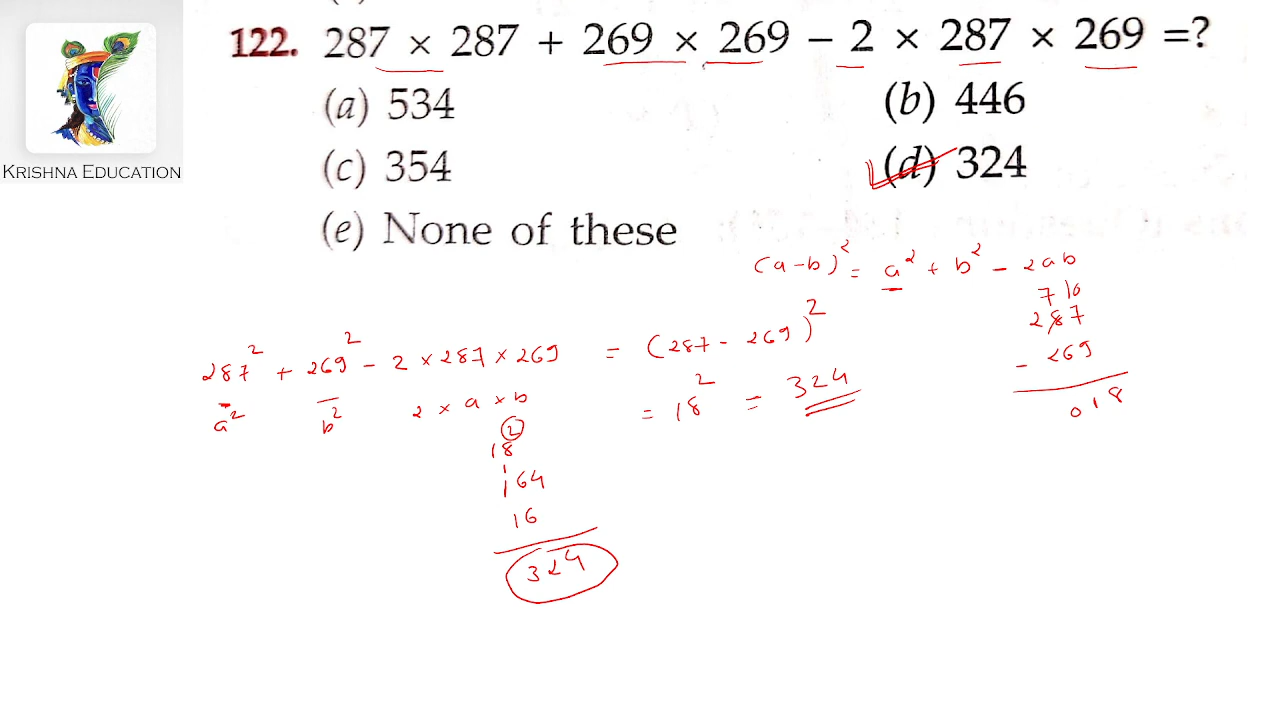 122. 287 × 287 + 269 × 269 − 2 × 287 × 269 =?
(a) 534 (b) 446
(c) 354 (d) 324
(e) None of these
KRISHNA EDUCATION
(a-b)² = a² + b² - 2ab
287² + 269² - 2 × 287 × 269 = (287 - 269)²
a² b² 2 × a × b
= 18² = 324
7 16
287
- 269
018
2
18
1
164
16
324